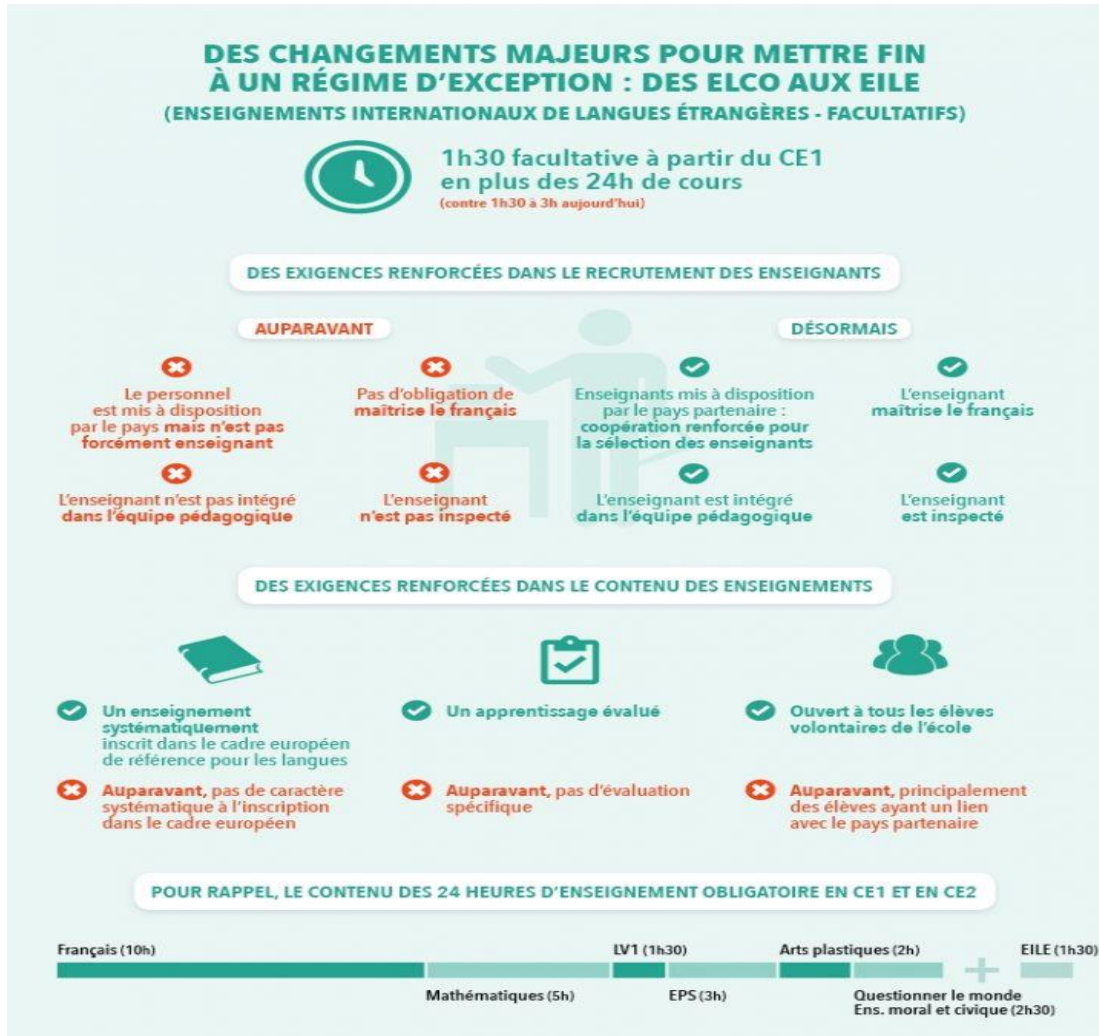 DES CHANGEMENTS MAJEURS POUR METTRE FIN
À UN RÉGIME D'EXCEPTION : DES ELCO AUX EILE
(ENSEIGNEMENTS INTERNATIONAUX DE LANGUES ÉTRANGÈRES - FACULTATIFS)
1h30 facultative à partir du CE1
en plus des 24h de cours
(contre 1h30 à 3h aujourd'hui)
DES EXIGENCES RENFORCÉES DANS LE RECRUTEMENT DES ENSEIGNANTS
AUPARAVANT
Le personnel
est mis à disposition
par le pays mais n'est pas
forcément enseignant
Pas d'obligation de
maîtrise le français
L'enseignant n'est pas intégré
dans l'équipe pédagogique
L'enseignant
n'est pas inspecté
DÉSORMAIS
Enseignants mis à disposition
par le pays partenaire :
coopération renforcée pour
la sélection des enseignants
L'enseignant
maîtrise le français
L'enseignant est intégré
dans l'équipe pédagogique
L'enseignant
est inspecté
DES EXIGENCES RENFORCÉES DANS LE CONTENU DES ENSEIGNEMENTS
Un enseignement
systématiquement
inscrit dans le cadre européen
de référence pour les langues
Auparavant, pas de caractère
systématique à l'inscription
dans le cadre européen
Un apprentissage évalué
Auparavant, pas d'évaluation
spécifique
Ouvert à tous les élèves
volontaires de l'école
Auparavant, principalement
des élèves ayant un lien
avec le pays partenaire
POUR RAPPEL, LE CONTENU DES 24 HEURES D'ENSEIGNEMENT OBLIGATOIRE EN CE1 ET EN CE2
Français (10h)
Mathématiques (5h)
LV1 (1h30)
EPS (3h)
Arts plastiques (2h)
Questionner le monde
Ens. moral et civique (2h30)
+
EILE (1h30)